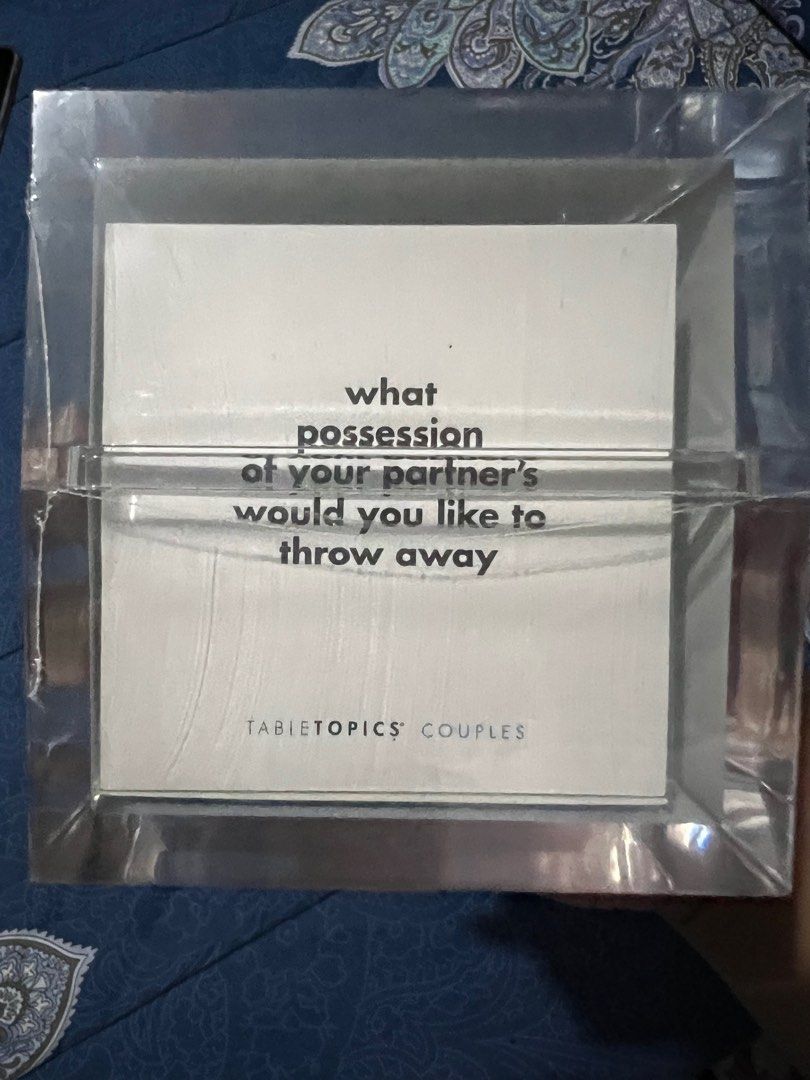 what
possession
of your partner's
would you like to
throw away
TABLETOPICS® COUPLES